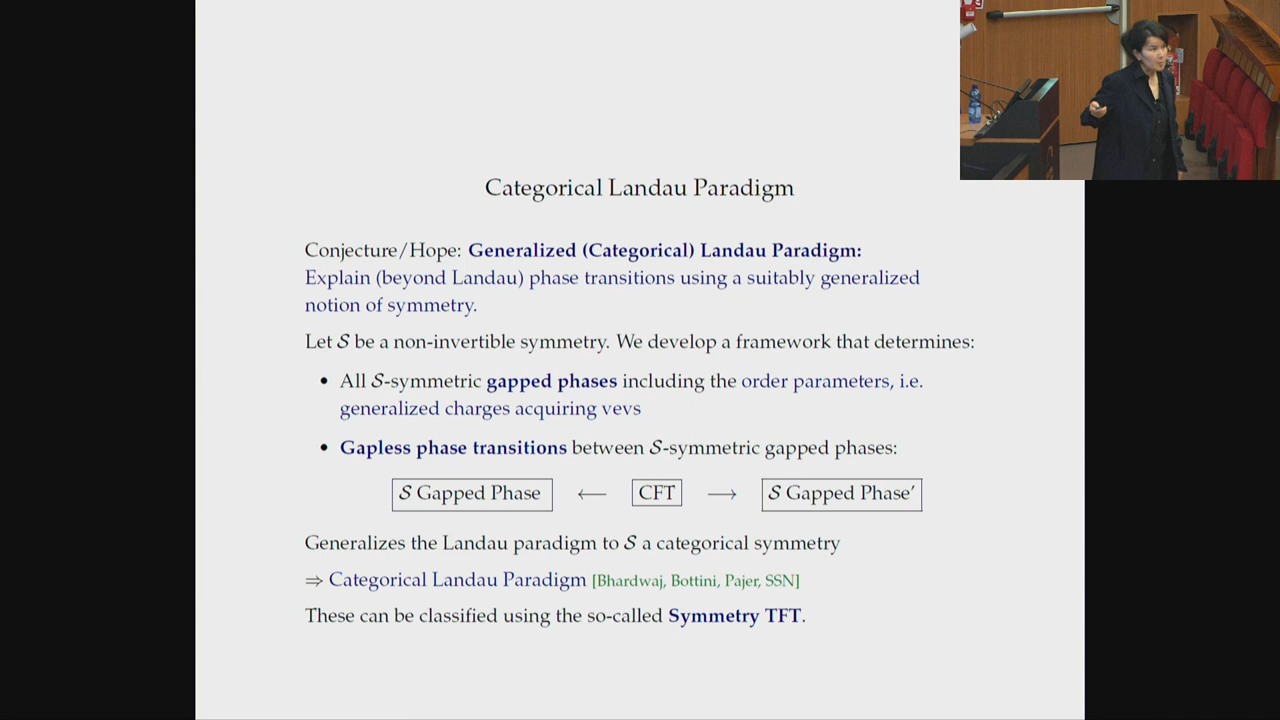 Categorical Landau Paradigm
Conjecture/Hope: Generalized (Categorical) Landau Paradigm:
Explain (beyond Landau) phase transitions using a suitably generalized
notion of symmetry.
Let 𝒮 be a non-invertible symmetry. We develop a framework that determines:
• All 𝒮-symmetric gapped phases including the order parameters, i.e.
generalized charges acquiring vevs
• Gapless phase transitions between 𝒮-symmetric gapped phases:
𝒮 Gapped Phase ← CFT → 𝒮 Gapped Phase′
Generalizes the Landau paradigm to 𝒮 a categorical symmetry
⇒ Categorical Landau Paradigm [Bhardwaj, Bottini, Pajer, SSN]
These can be classified using the so-called Symmetry TFT.